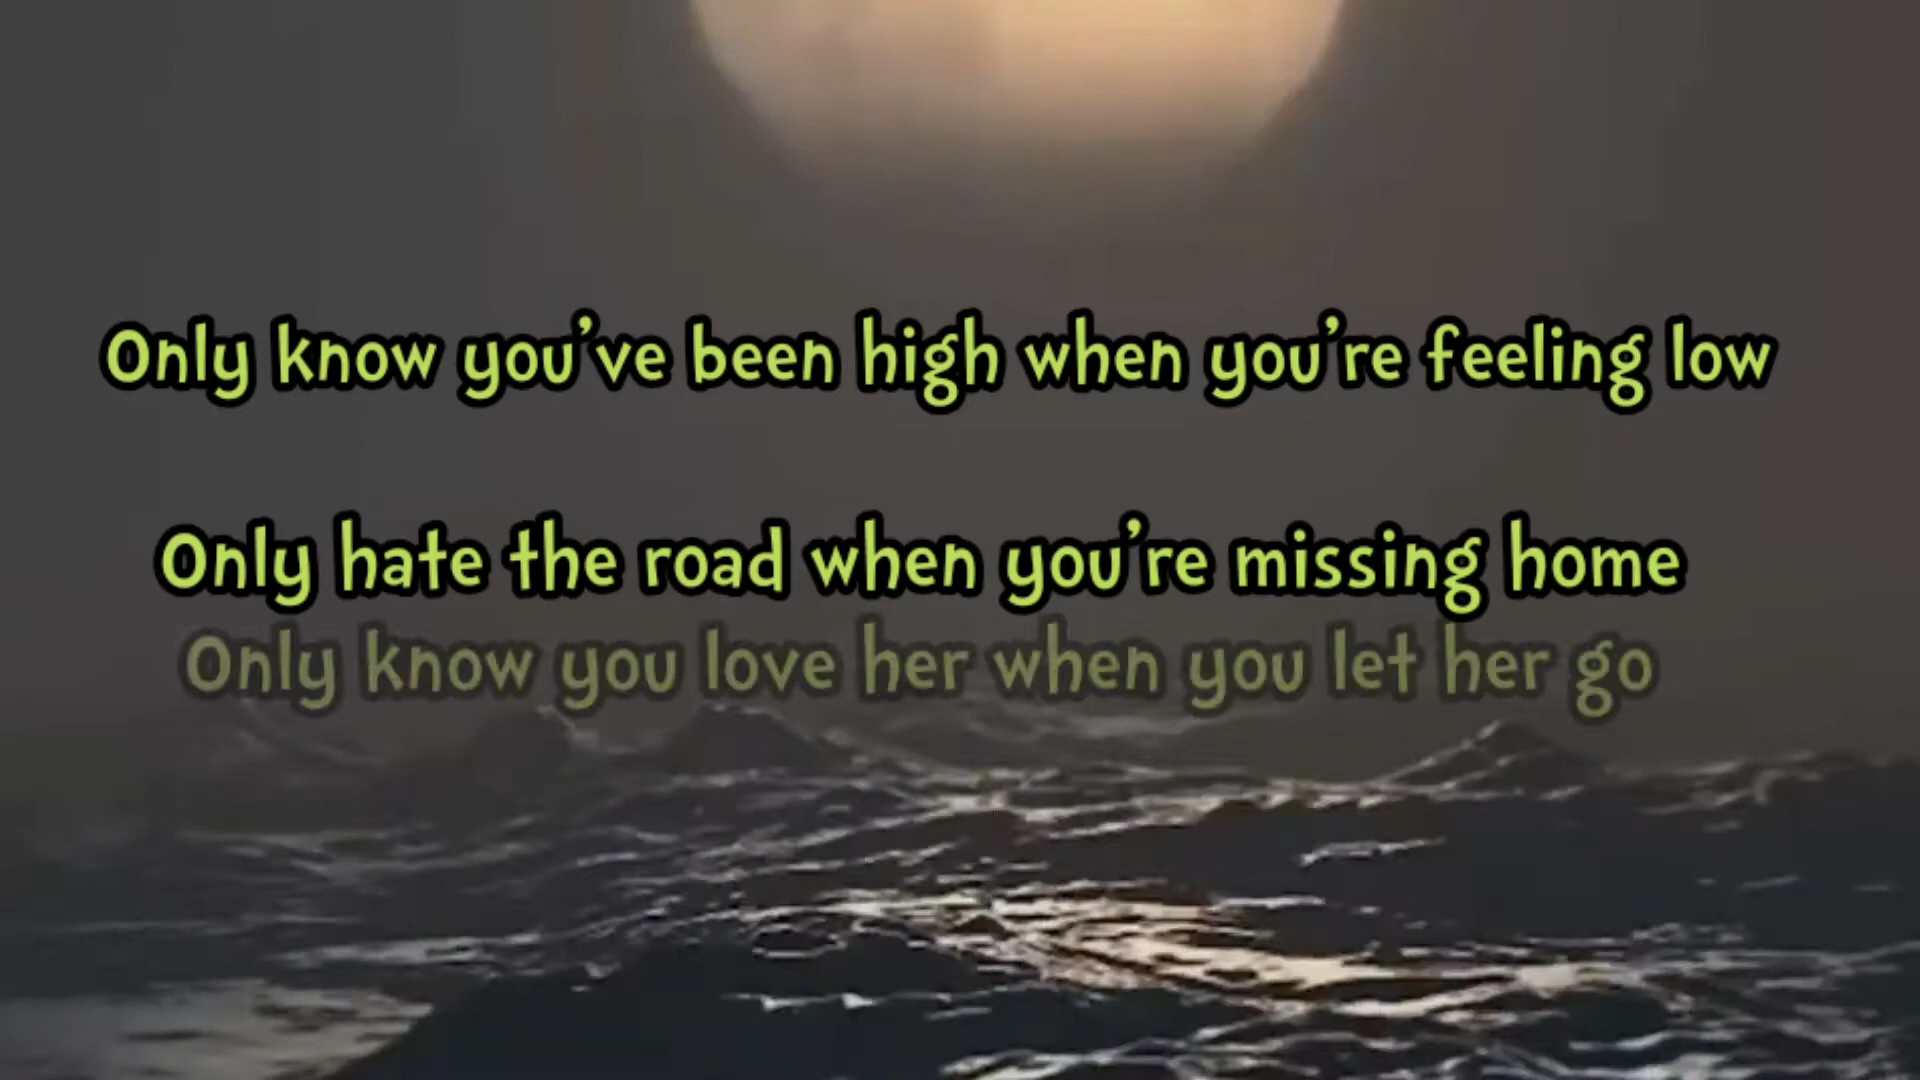 Only know you've been high when you're feeling low
Only hate the road when you're missing home
Only know you love her when you let her go